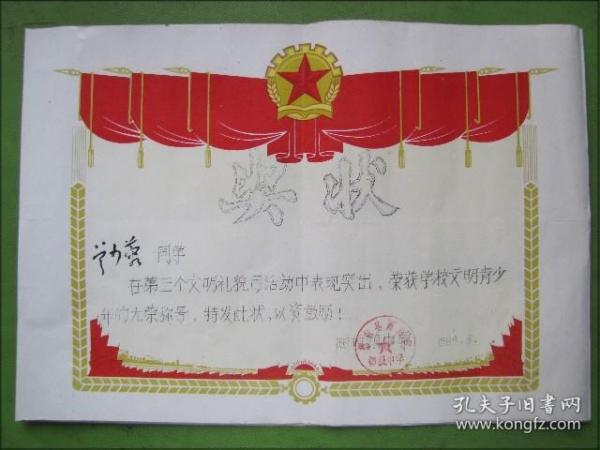 奖状
同学
在第三个文明礼貌月活动中表现突出，荣获学校文明青少
年的光荣称号，特发此状，以资鼓励！
孔夫子旧书网
www.kongfz.com